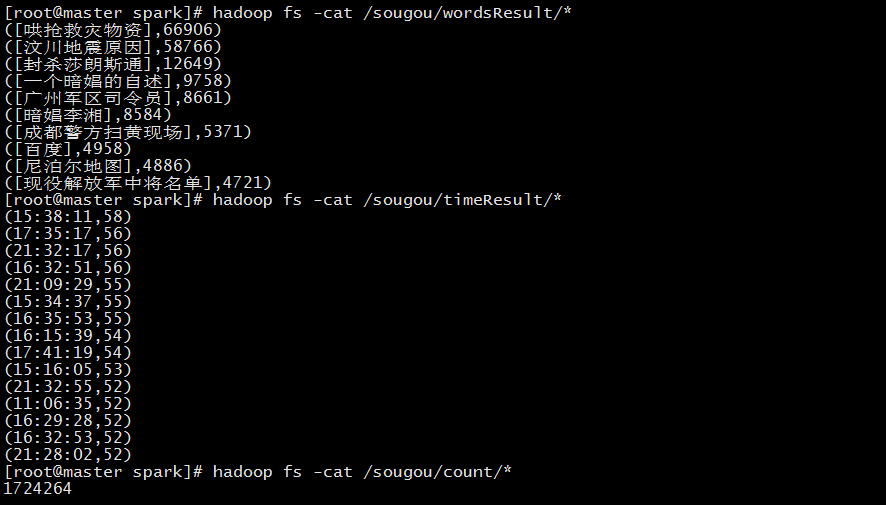 [root@master spark]# hadoop fs -cat /sougou/wordsResult/*
([哄抢救灾物资],66906)
([汶川地震原因],58766)
([封杀莎朗斯通],12649)
([一个暗娼的自述],9758)
([广州军区司令员],8661)
([暗娼李湘],8584)
([成都警方扫黄现场],5371)
([百度],4958)
([尼泊尔地图],4886)
([现役解放军中将名单],4721)
[root@master spark]# hadoop fs -cat /sougou/timeResult/*
(15:38:11,58)
(17:35:17,56)
(21:32:17,56)
(16:32:51,56)
(21:09:29,55)
(15:34:37,55)
(16:35:53,55)
(16:15:39,54)
(17:41:19,54)
(15:16:05,53)
(21:32:55,52)
(11:06:35,52)
(16:29:28,52)
(16:32:53,52)
(21:28:02,52)
[root@master spark]# hadoop fs -cat /sougou/count/*
1724264